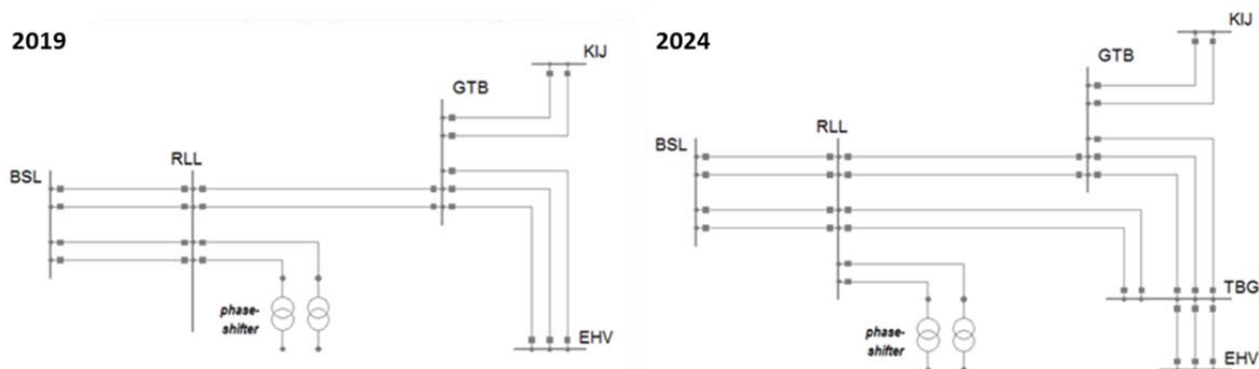 2019
KIJ
GTB
RLL
BSL
phase-
shifter
EHV
2024
KIJ
GTB
RLL
BSL
TBG
phase-
shifter
EHV